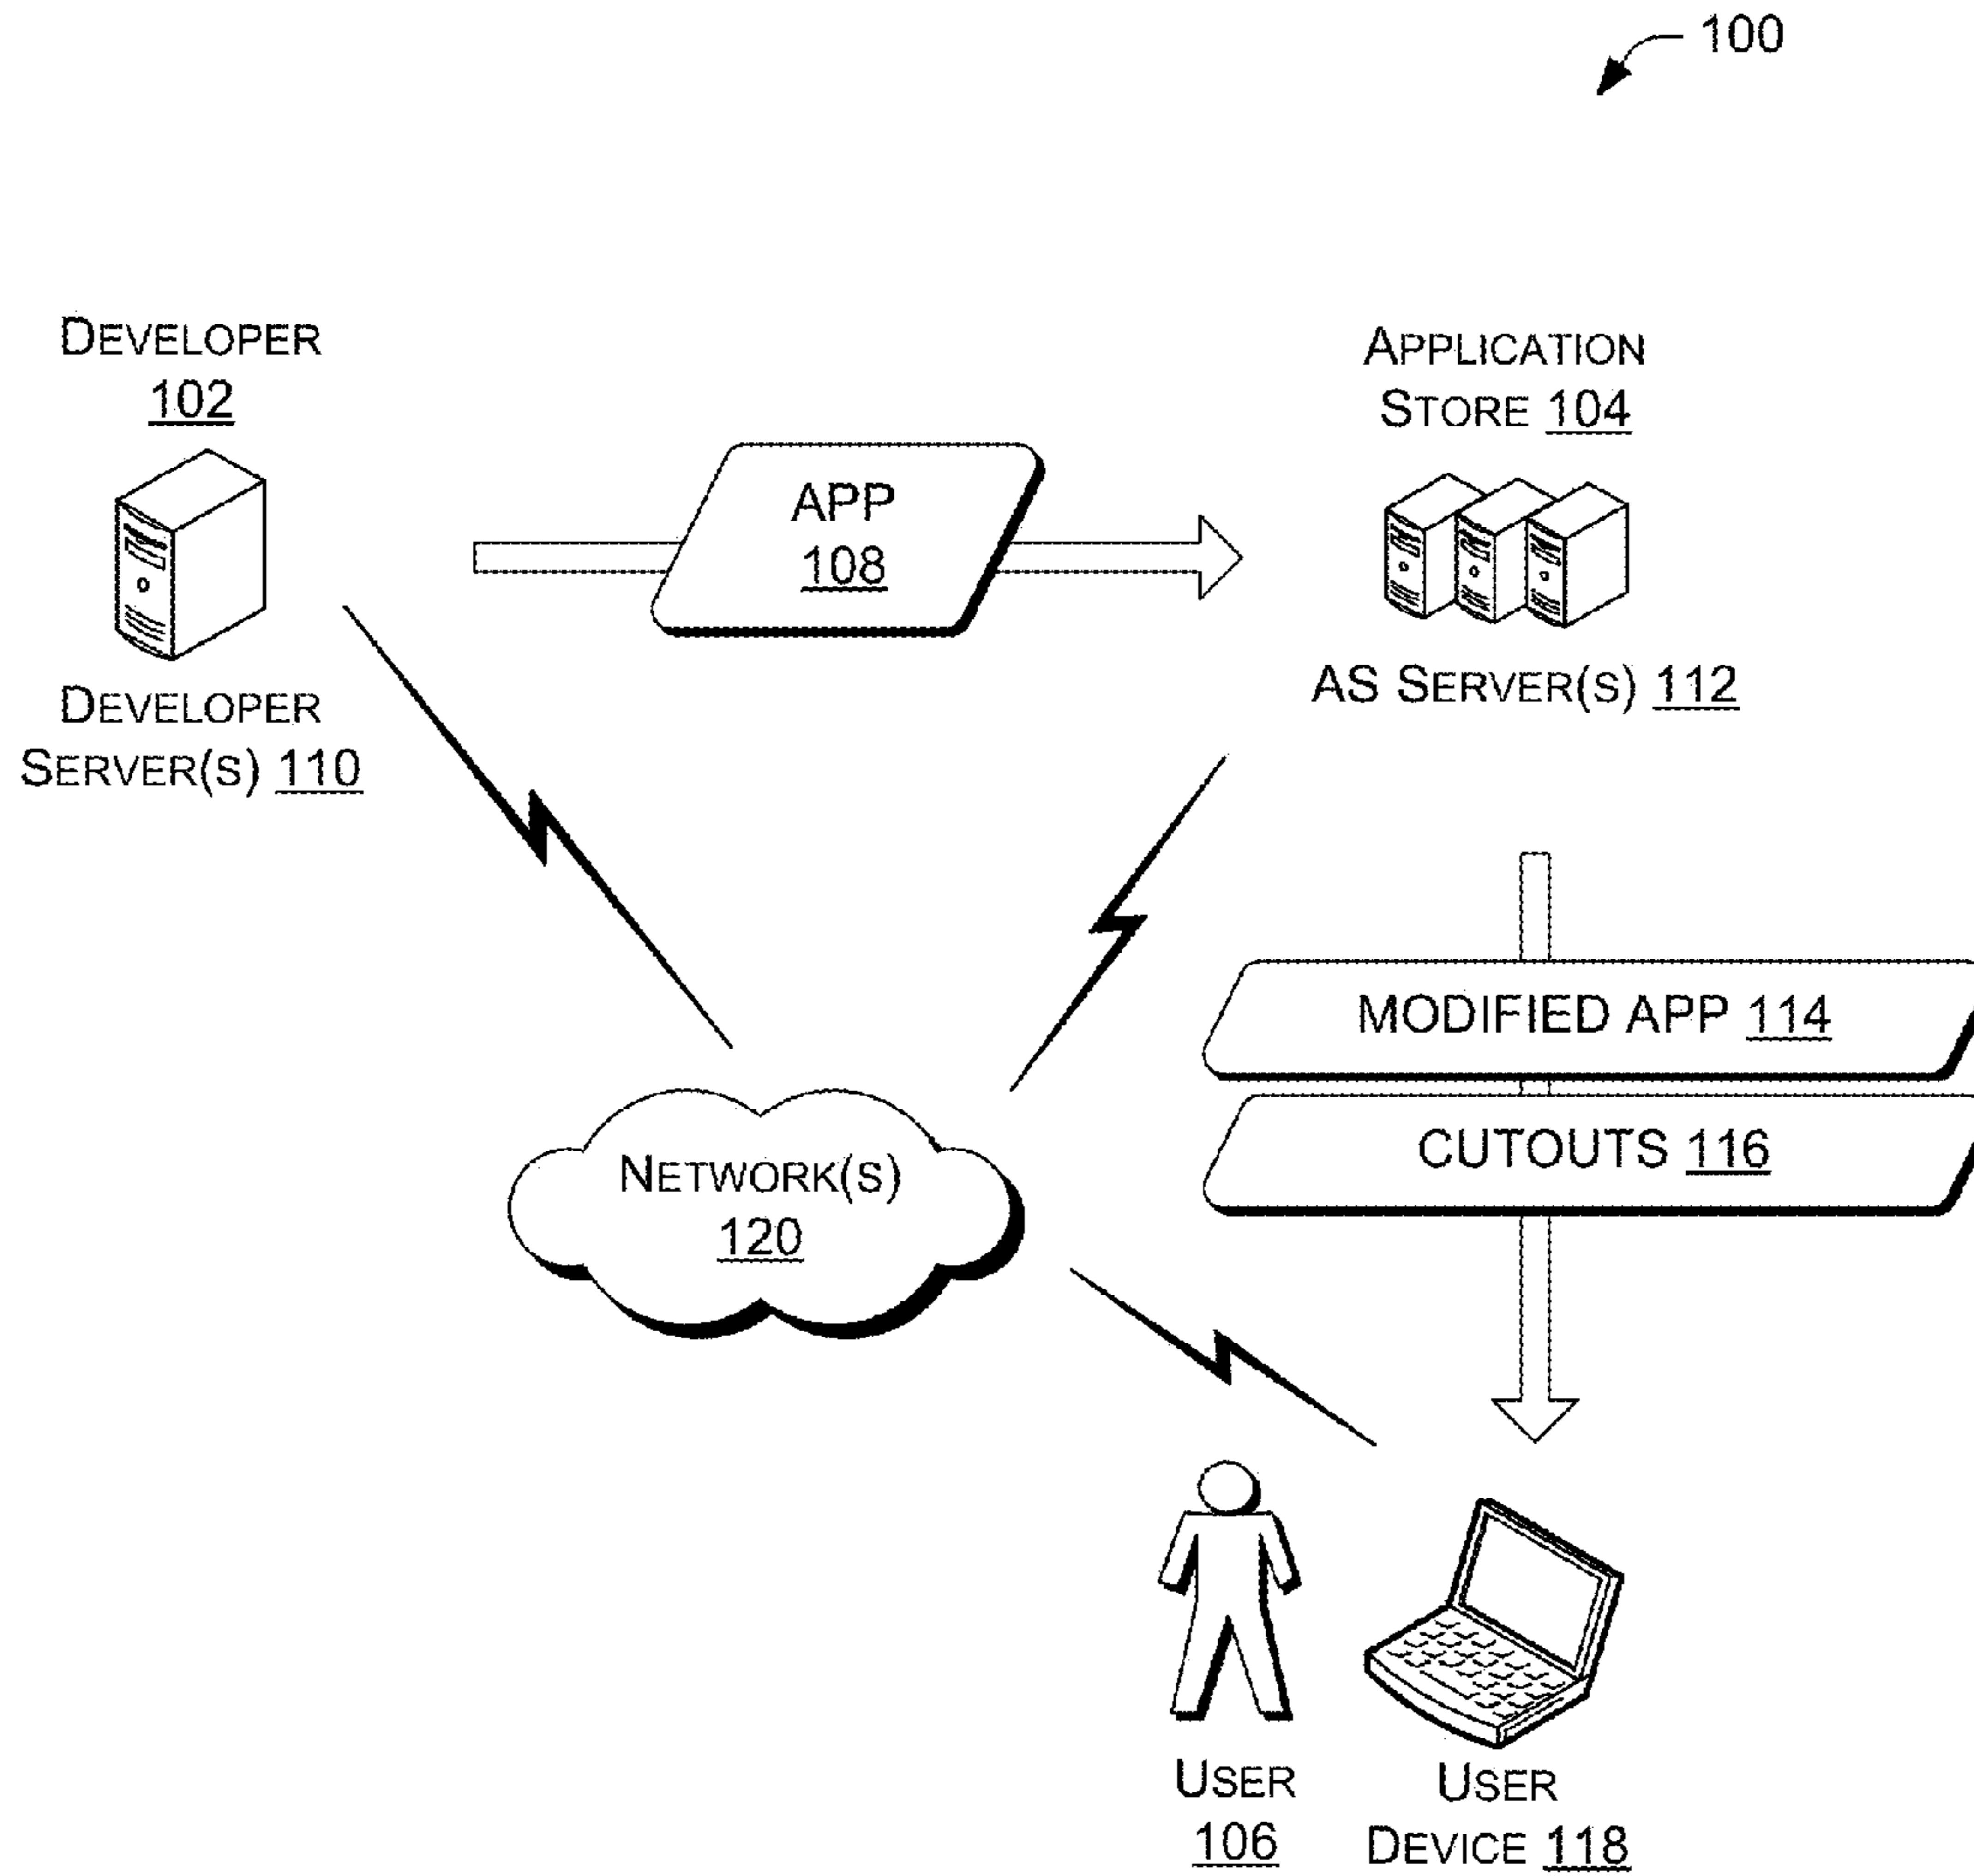 100
DEVELOPER
102
APPLICATION
STORE 104
APP
108
DEVELOPER
SERVER(S) 110
AS SERVER(S) 112
MODIFIED APP 114
CUTOUTS 116
NETWORK(S)
120
USER
106
USER
DEVICE 118